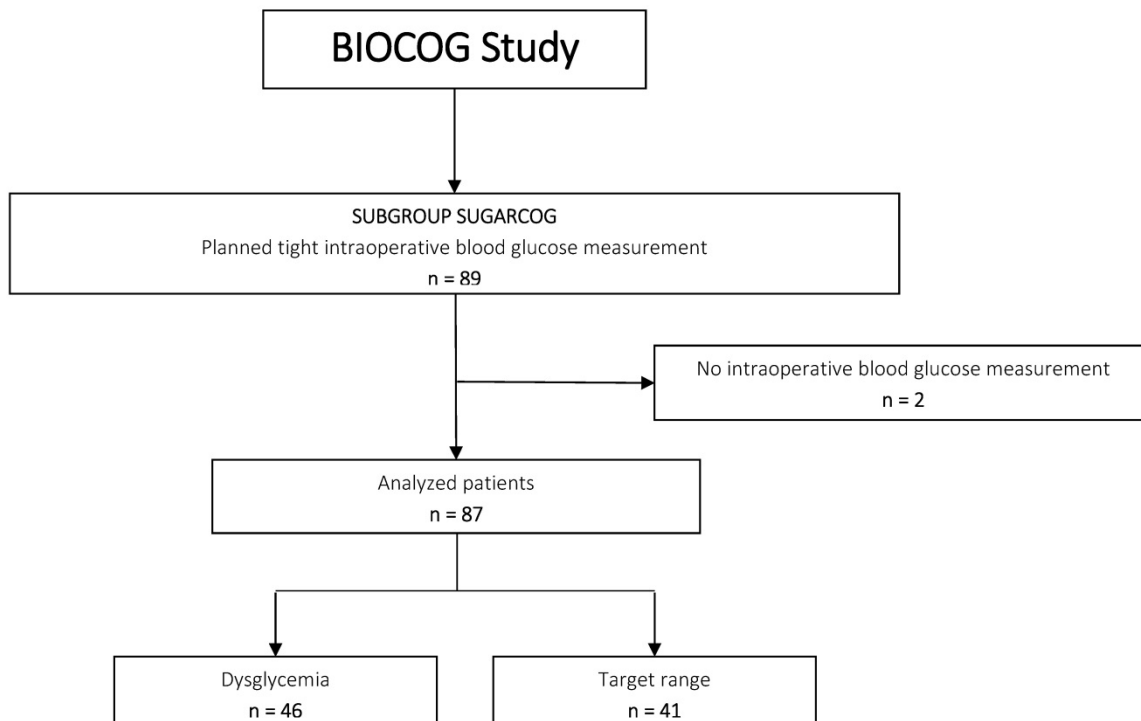 BIOCOG Study
SUBGROUP SUGARCOG
Planned tight intraoperative blood glucose measurement
n = 89
No intraoperative blood glucose measurement
n = 2
Analyzed patients
n = 87
Dysglycemia
n = 46
Target range
n = 41